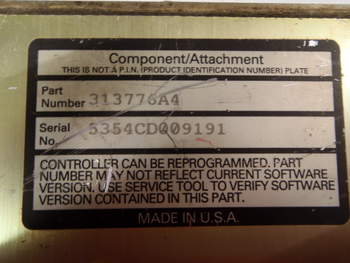 Component/Attachment
THIS IS NOT A P.I.N. (PRODUCT IDENTIFICATION NUMBER) PLATE
Part
Number 313776A4
Serial
No. 5354CD009191
CONTROLLER CAN BE REPROGRAMMED. PART
NUMBER MAY NOT REFLECT CURRENT SOFTWARE
VERSION. USE SERVICE TOOL TO VERIFY SOFTWARE
VERSION CONTAINED IN THIS PART.
MADE IN U.S.A.